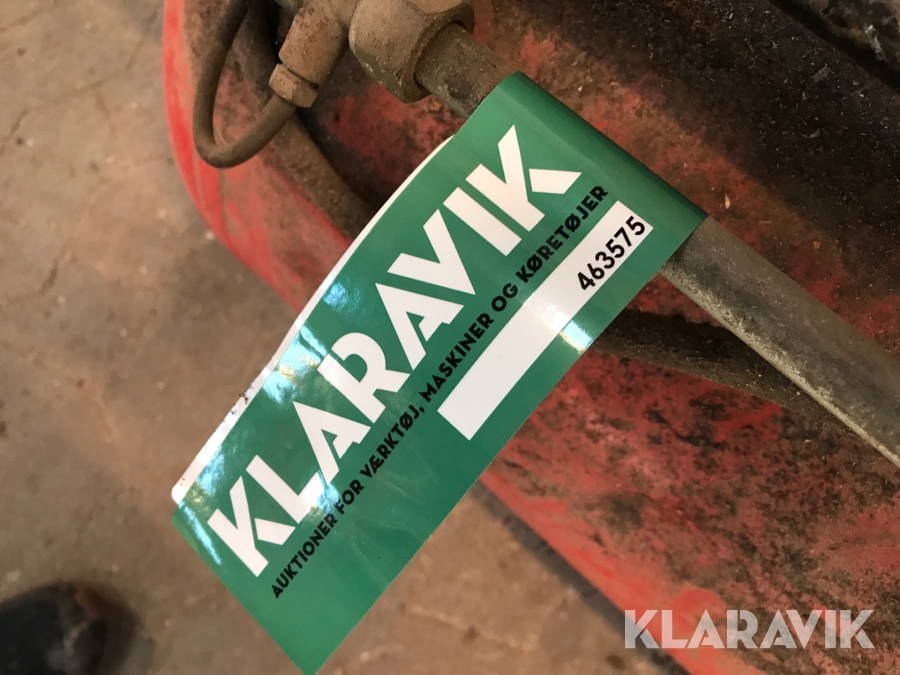 KLARAVIK
AUKTIONER FOR VÆRKTØJ, MASKINER OG KØRETØJER
463575
KLARAVIK